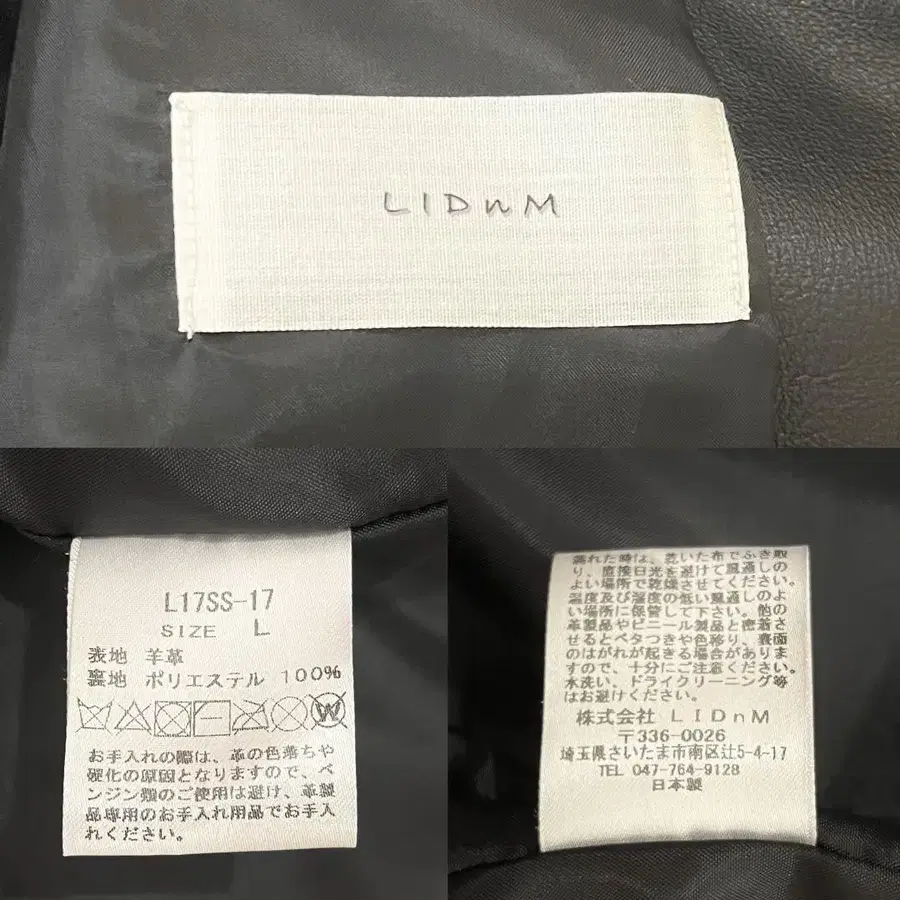 LIDnM
L17SS-17
SIZE L
表地 羊革
裏地 ポリエステル 100%
お手入れの際は、革の色落ちや
硬化の原因となりますので、ベ
ンジン類のご使用は避け、革製
品専用のお手入れ用品でお手入
れください。
濡れた時は、乾いた布でふき取
り、直接日光を避けて風通しの
よい場所で乾燥させてください。
温度及び湿度の低い風通しのよ
い場所に保管して下さい。他の
革製品やビニール製品と密着さ
せるとベタつきや色移り、表面
のはがれが起きる場合がありま
すので、十分にご注意ください。
水洗い、ドライクリーニング等
はお避けください。
株式会社 LIDnM
〒336-0026
埼玉県さいたま市南区辻5-4-17
TEL 047-764-9128
日本製